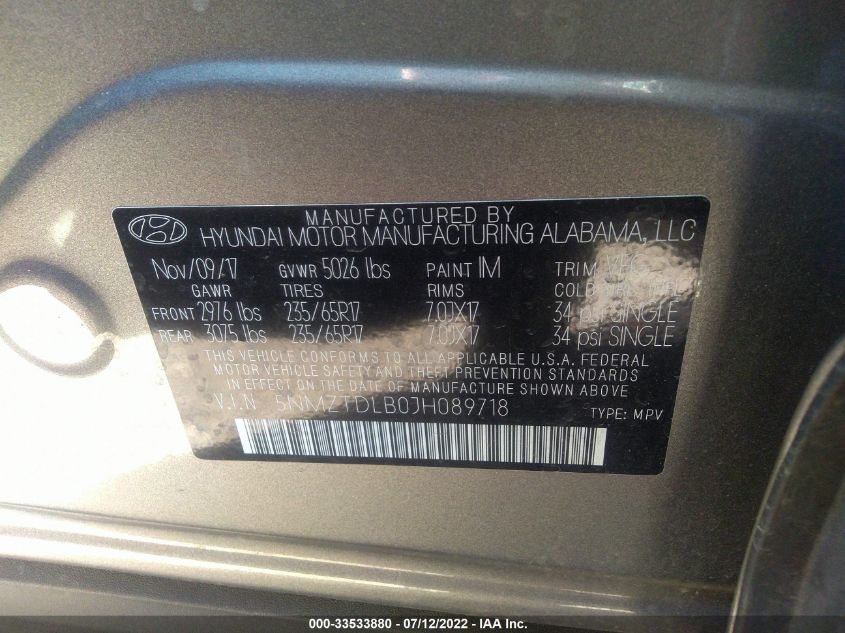 MANUFACTURED BY
HYUNDAI MOTOR MANUFACTURING ALABAMA, LLC
Nov/09/17 GVWR 5026 lbs PAINT IM TRIM
GAWR TIRES RIMS
FRONT 2976 lbs 235/65R17 7.0JX17 34 psi SINGLE
REAR 3075 lbs 235/65R17 7.0JX17 34 psi SINGLE
THIS VEHICLE CONFORMS TO ALL APPLICABLE U.S.A. FEDERAL
MOTOR VEHICLE SAFETY AND THEFT PREVENTION STANDARDS
IN EFFECT ON THE DATE OF MANUFACTURE SHOWN ABOVE
V.I.N 5NMZTDLB0JH089718 TYPE: MPV
000-33533880 - 07/12/2022 - IAA Inc.